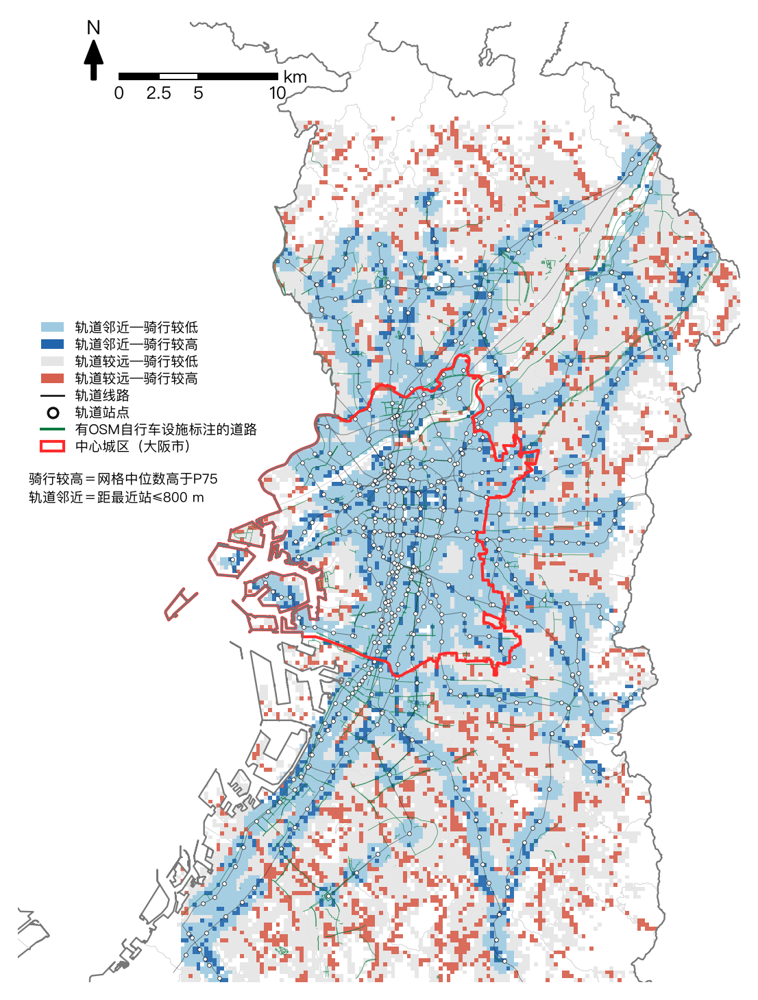 N
km
0 2.5 5 10
轨道邻近—骑行较低
轨道邻近—骑行较高
轨道较远—骑行较低
轨道较远—骑行较高
轨道线路
轨道站点
有OSM自行车设施标注的道路
中心城区（大阪市）
骑行较高＝网格中位数高于P75
轨道邻近＝距最近站≤800 m